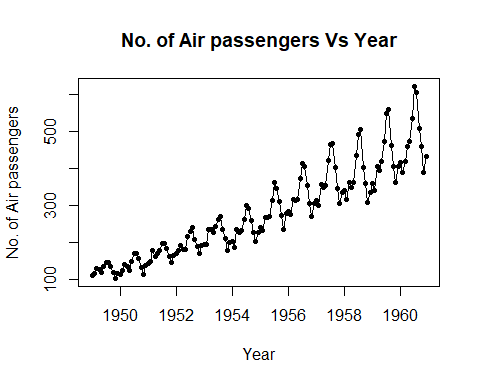 No. of Air passengers Vs Year
No. of Air passengers
500
300
100
1950 1952 1954 1956 1958 1960
Year